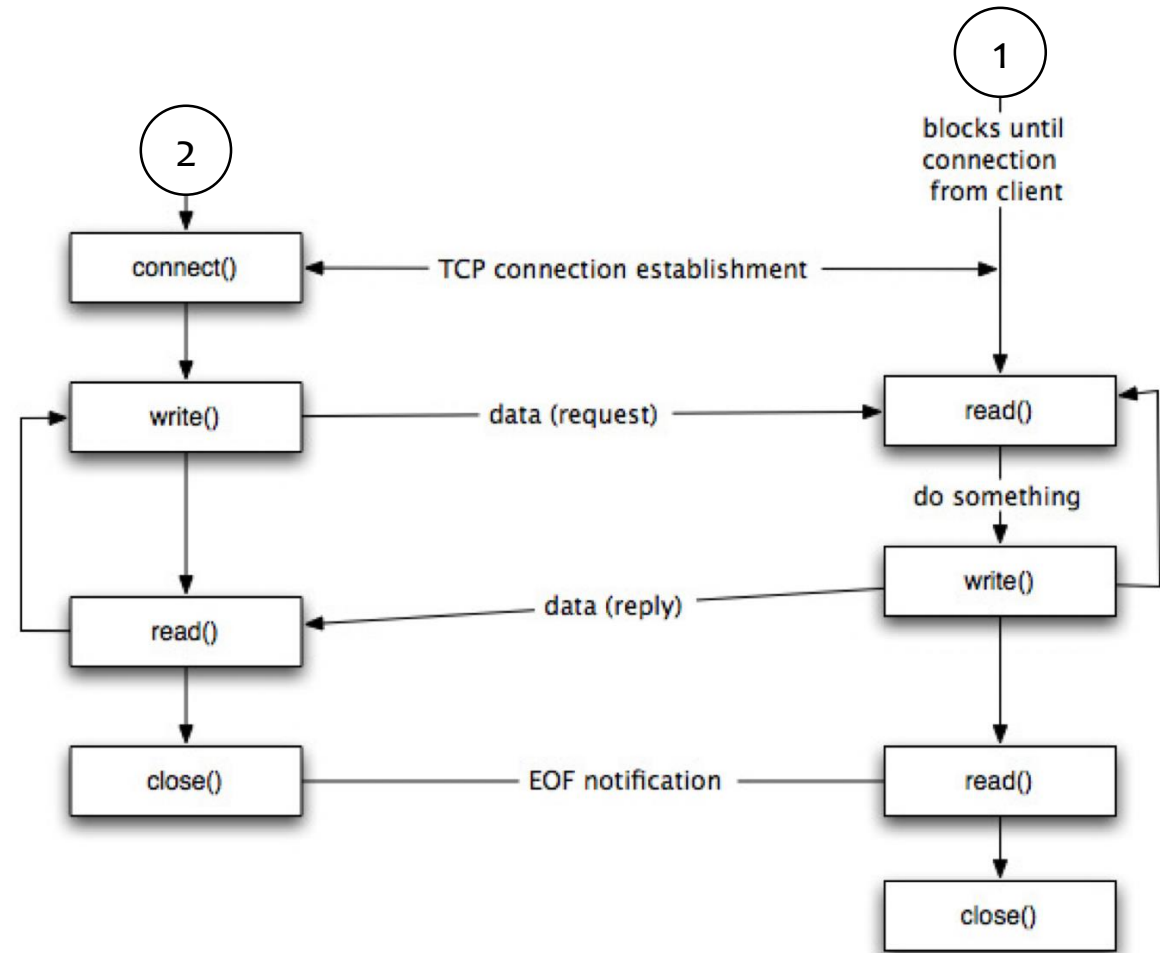 1
blocks until
connection
from client
2
connect()
TCP connection establishment
write()
data (request)
read()
do something
write()
data (reply)
read()
close()
EOF notification
read()
close()